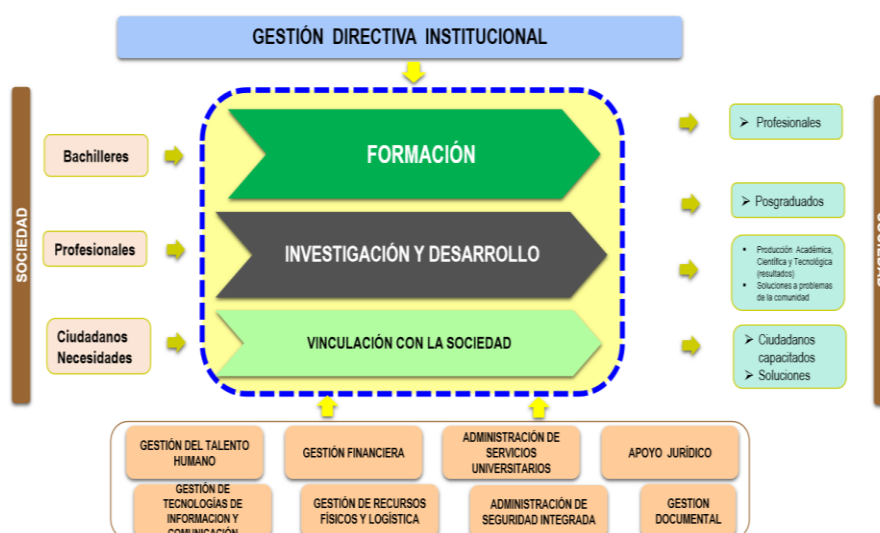 GESTIÓN DIRECTIVA INSTITUCIONAL
SOCIEDAD
Bachilleres
Profesionales
Ciudadanos
Necesidades
FORMACIÓN
INVESTIGACIÓN Y DESARROLLO
VINCULACIÓN CON LA SOCIEDAD
➢ Profesionales
➢ Posgraduados
▪ Producción Académica,
Científica y Tecnológica
(resultados)
▪ Soluciones a problemas
de la comunidad
➢ Ciudadanos
capacitados
➢ Soluciones
GESTIÓN DEL TALENTO
HUMANO
GESTIÓN FINANCIERA
ADMINISTRACIÓN DE
SERVICIOS
UNIVERSITARIOS
APOYO JURÍDICO
GESTIÓN DE
TECNOLOGÍAS DE
INFORMACION Y
COMUNICACIÓN
GESTIÓN DE RECURSOS
FÍSICOS Y LOGÍSTICA
ADMINISTRACIÓN DE
SEGURIDAD INTEGRADA
GESTION
DOCUMENTAL